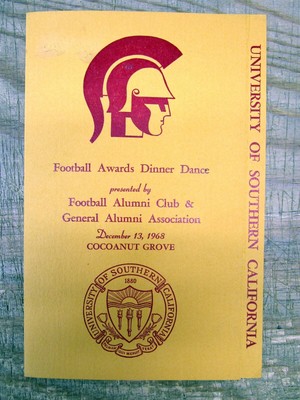 Football Awards Dinner Dance
presented by
Football Alumni Club &
General Alumni Association
December 13, 1968
COCOANUT GROVE
UNIVERSITY OF SOUTHERN CALIFORNIA
1880
UNIVERSITY OF SOUTHERN CALIFORNIA